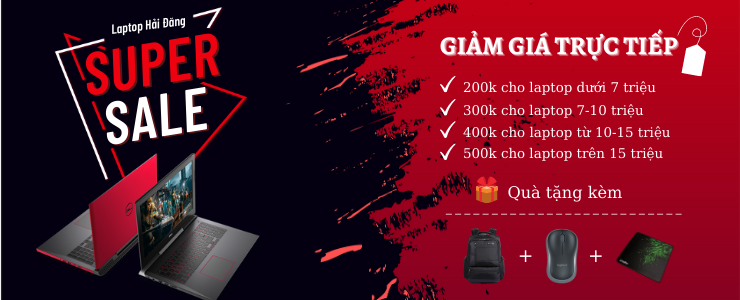 Laptop Hải Đăng
SUPER
SALE
GIẢM GIÁ TRỰC TIẾP
200k cho laptop dưới 7 triệu
300k cho laptop 7-10 triệu
400k cho laptop từ 10-15 triệu
500k cho laptop trên 15 triệu
Quà tặng kèm
+ +